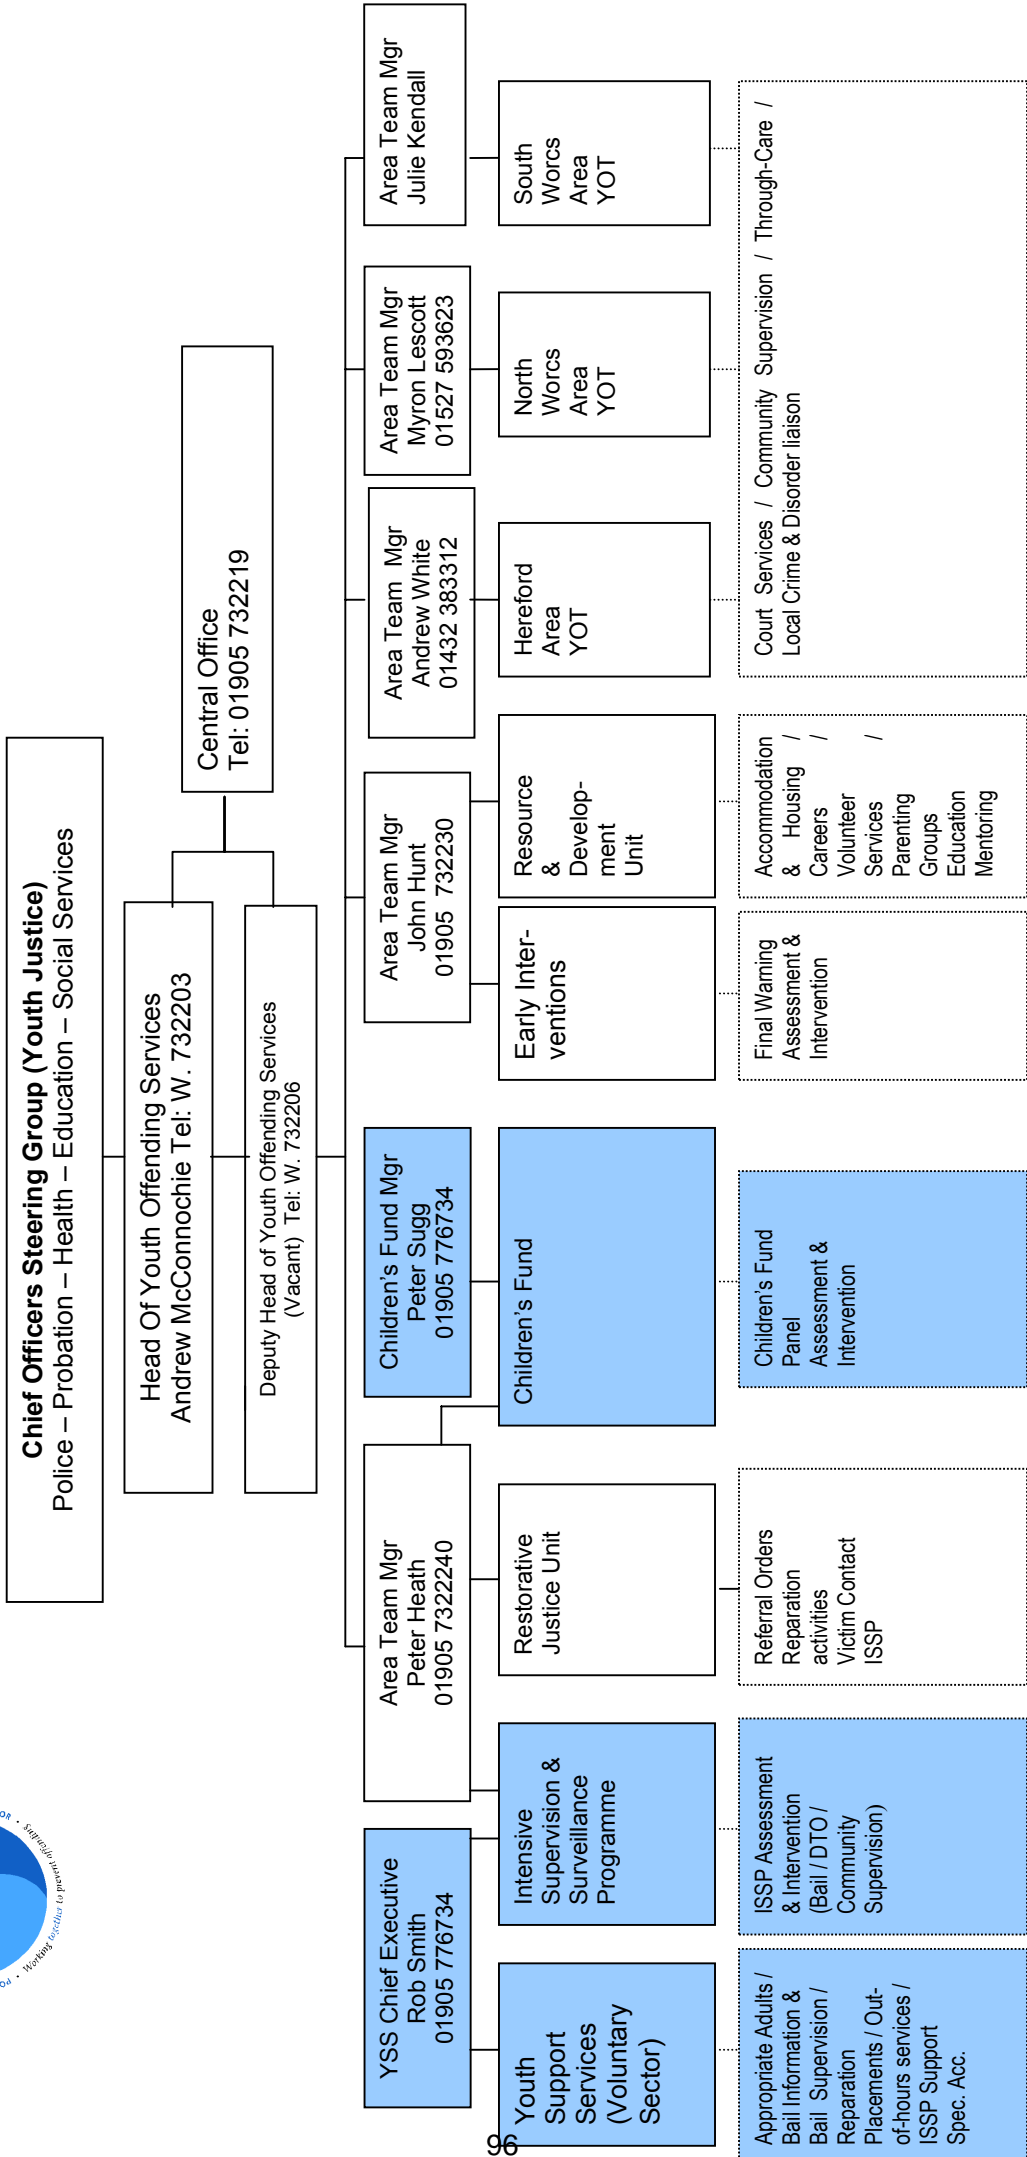 Chief Officers Steering Group (Youth Justice)
Police – Probation – Health – Education – Social Services
Head Of Youth Offending Services
Andrew McConnochie Tel: W. 732203
Deputy Head of Youth Offending Services
(Vacant) Tel: W. 732206
Central Office
Tel: 01905 732219
YSS Chief Executive
Rob Smith
01905 776734
Area Team Mgr
Peter Heath
01905 7322240
Children's Fund Mgr
Peter Sugg
01905 776734
Area Team Mgr
John Hunt
01905 732230
Area Team Mgr
Andrew White
01432 383312
Area Team Mgr
Myron Lescott
01527 593623
Area Team Mgr
Julie Kendall
Youth
Support
Services
(Voluntary
Sector)
Intensive
Supervision &
Surveillance
Programme
Restorative
Justice Unit
Children's Fund
Early Inter-
ventions
Resource
&
Develop-
ment
Unit
Hereford
Area
YOT
North
Worcs
Area
YOT
South
Worcs
Area
YOT
Appropriate Adults /
Bail Information &
Bail Supervision /
Reparation
Placements / Out-
of-hours services /
ISSP Support
Spec. Acc.
ISSP Assessment
& Intervention
(Bail / DTO /
Community
Supervision)
Referral Orders
Reparation
activities
Victim Contact
ISSP
Children's Fund
Panel
Assessment &
Intervention
Final Warning
Assessment &
Intervention
Accommodation
& Housing /
Careers /
Volunteer
Services /
Parenting
Groups
Education
Mentoring
Court Services / Community Supervision / Through-Care /
Local Crime & Disorder liaison
Working together to prevent offending
96